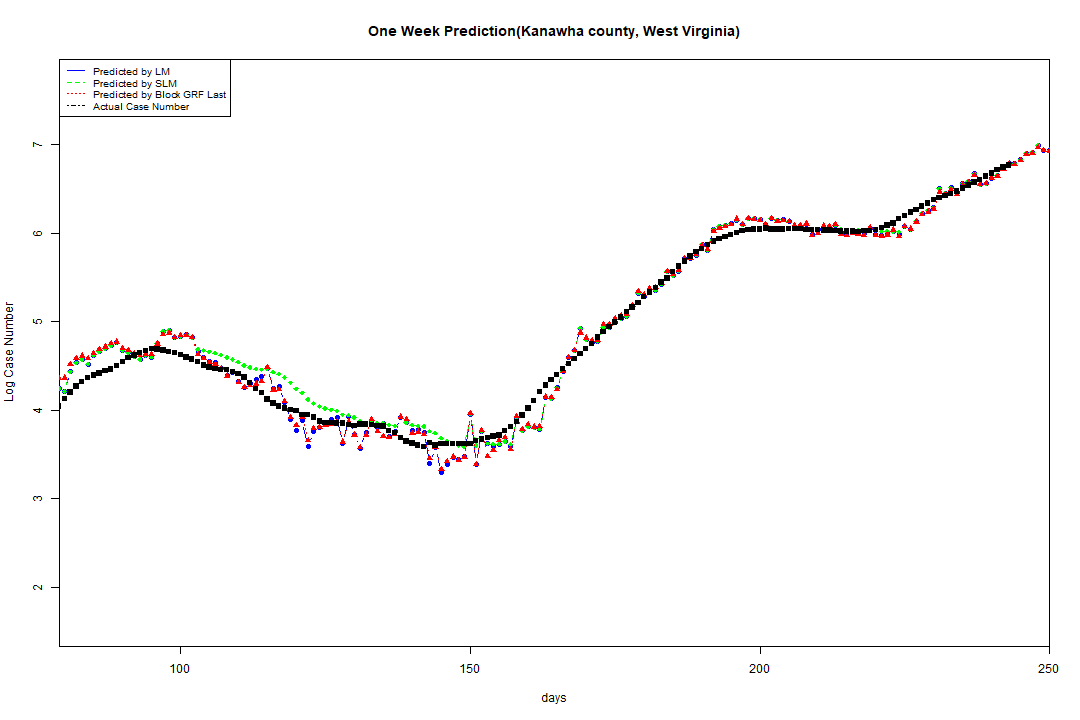 One Week Prediction(Kanawha county, West Virginia)
Predicted by LM
Predicted by SLM
Predicted by Block GRF Last
Actual Case Number
7
6
5
4
3
2
Log Case Number
100 150 200 250
days